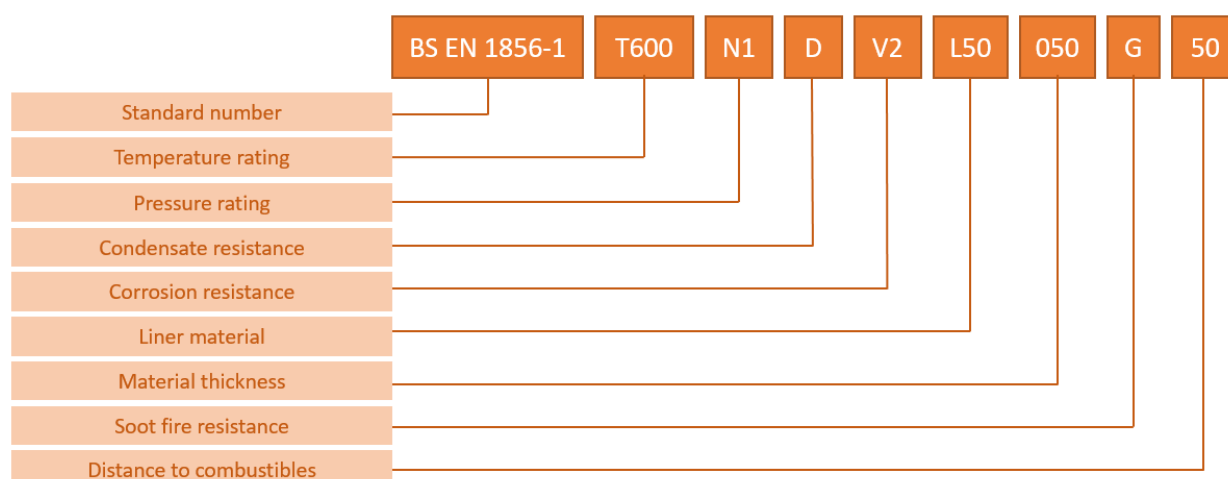 BS EN 1856-1 T600 N1 D V2 L50 050 G 50
Standard number
Temperature rating
Pressure rating
Condensate resistance
Corrosion resistance
Liner material
Material thickness
Soot fire resistance
Distance to combustibles